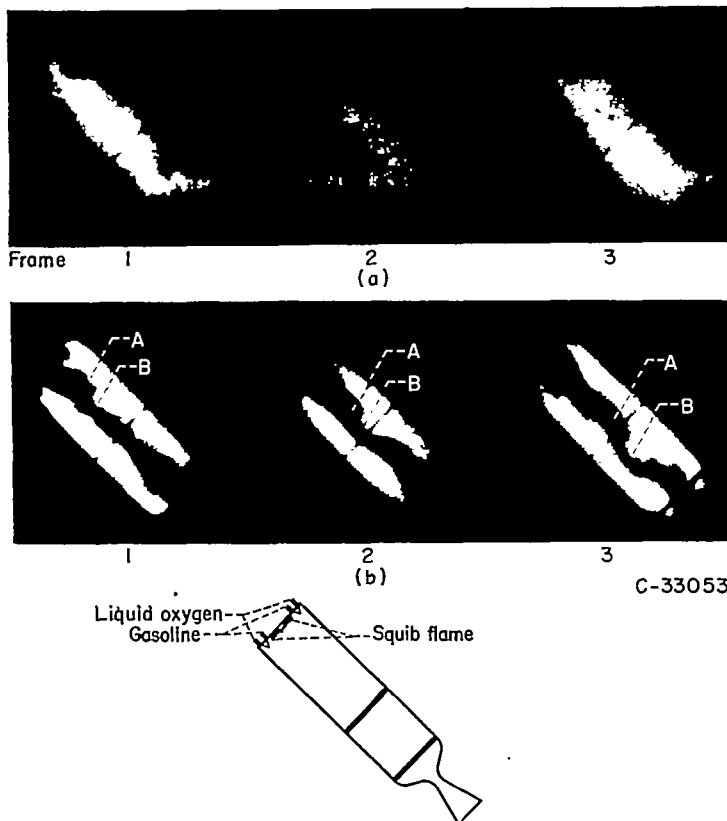 Frame 1 2 3
(a)
A A A
B B B
1 2 3
(b)
C-33053
Liquid oxygen
Gasoline Squib flame